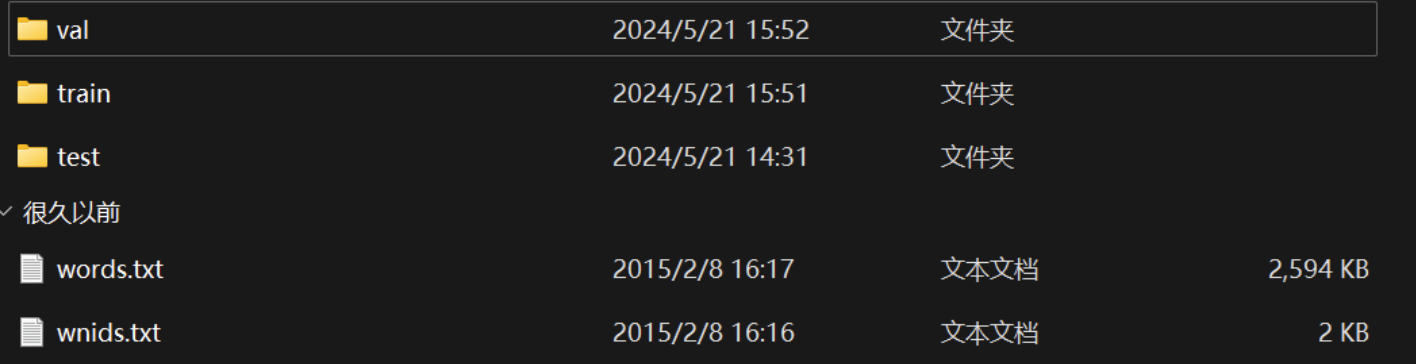 val 2024/5/21 15:52 文件夹
train 2024/5/21 15:51 文件夹
test 2024/5/21 14:31 文件夹
很久以前
words.txt 2015/2/8 16:17 文本文档 2,594 KB
wnids.txt 2015/2/8 16:16 文本文档 2 KB